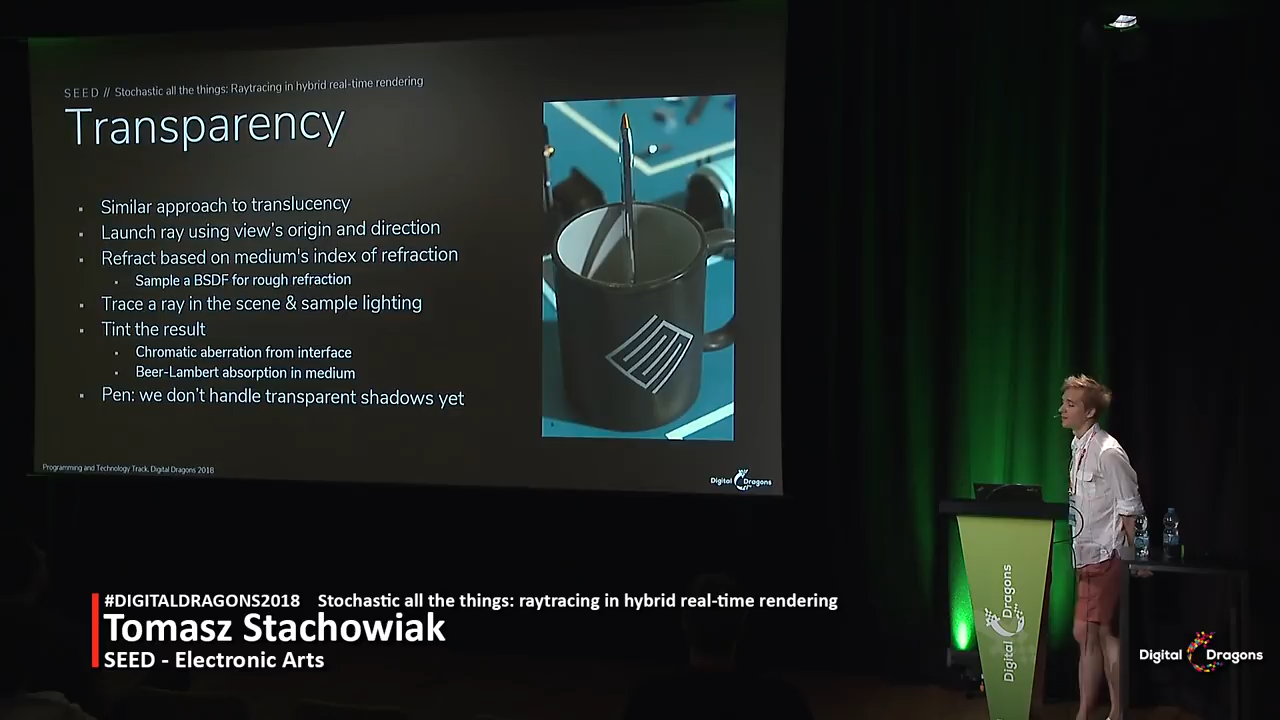 SEED // Stochastic all the things: Raytracing in hybrid real-time rendering
Transparency
Similar approach to translucency
Launch ray using view's origin and direction
Refract based on medium's index of refraction
Sample a BSDF for rough refraction
Trace a ray in the scene & sample lighting
Tint the result
Chromatic aberration from interface
Beer-Lambert absorption in medium
Pen: we don't handle transparent shadows yet
Programming and Technology Track, Digital Dragons 2018
Digital Dragons
Digital Dragons
#DIGITALDRAGONS2018 Stochastic all the things: raytracing in hybrid real-time rendering
Tomasz Stachowiak
SEED - Electronic Arts
Digital Dragons